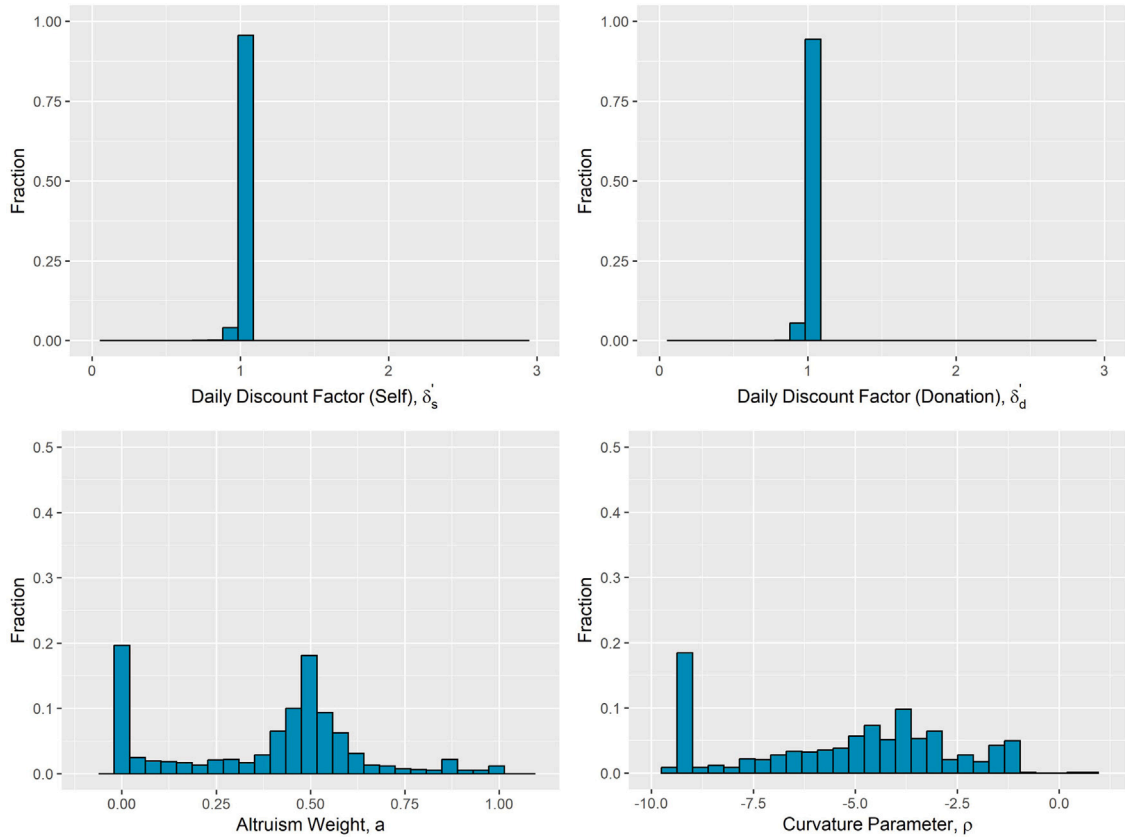 1.00
0.75
0.50
0.25
0.00
Fraction
0 1 2 3
Daily Discount Factor (Self), δ's
1.00
0.75
0.50
0.25
0.00
Fraction
0 1 2 3
Daily Discount Factor (Donation), δ'd
0.5
0.4
0.3
0.2
0.1
0.0
Fraction
0.00 0.25 0.50 0.75 1.00
Altruism Weight, a
0.5
0.4
0.3
0.2
0.1
0.0
Fraction
-10.0 -7.5 -5.0 -2.5 0.0
Curvature Parameter, ρ